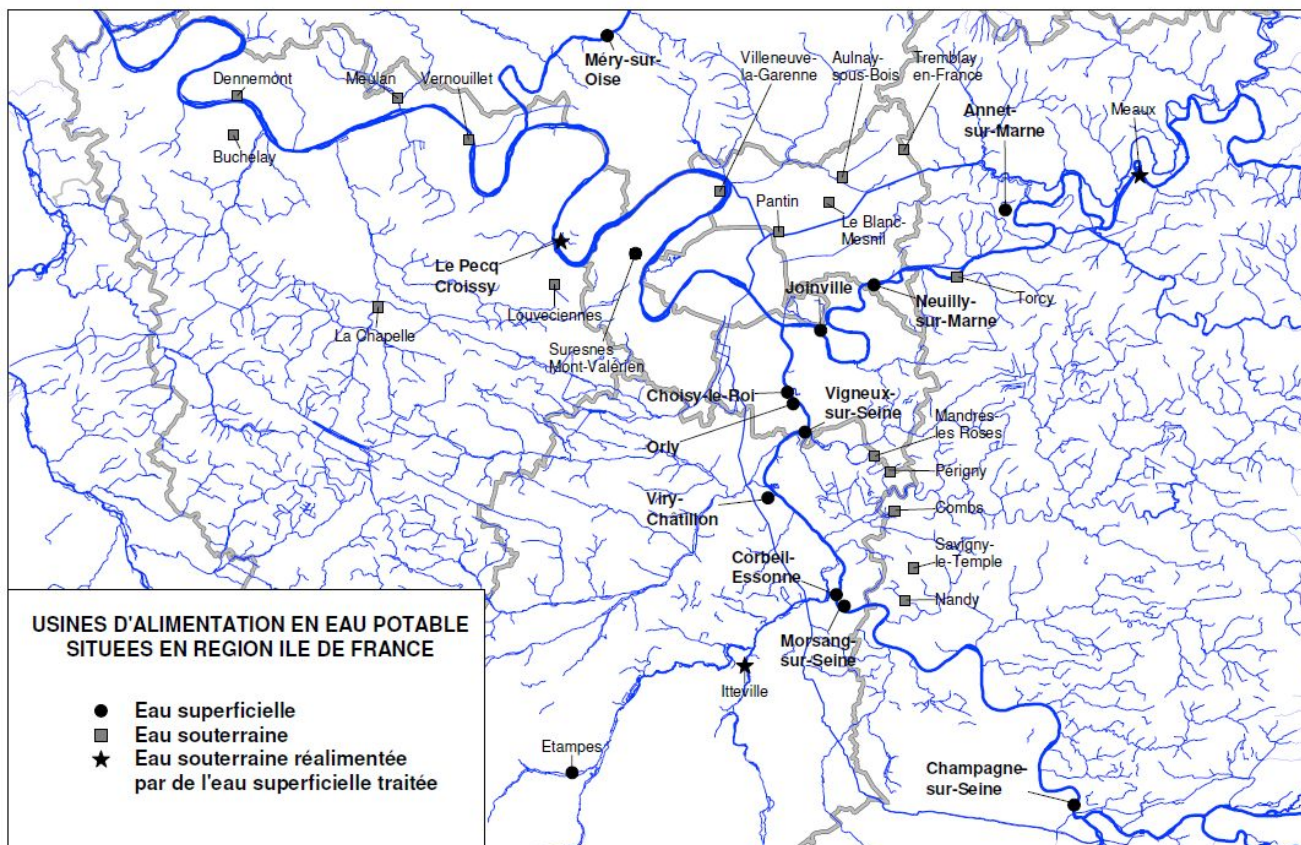 Méry-sur-
Oise
Villeneuve-
la-Garenne
Aulnay-
sous-Bois
Tremblay
en-France
Dennemont
Meulan
Vernouillet
Annet-
sur-Marne
Meaux
Buchelay
Pantin
Le Blanc-
Mesnil
Le Pecq
Croissy
Louveciennes
Joinville
Neuilly-
sur-Marne
Torcy
La Chapelle
Suresnes
Mont-Valérien
Choisy-le-Roi
Vigneux-
sur-Seine
Mandres-
les Roses
Orly
Périgny
Viry-
Châtillon
Combs
Savigny-
le-Temple
Corbeil-
Essonne
Nandy
Morsang-
sur-Seine
Itteville
Etampes
Champagne-
sur-Seine
USINES D'ALIMENTATION EN EAU POTABLE
SITUEES EN REGION ILE DE FRANCE
Eau superficielle
Eau souterraine
Eau souterraine réalimentée
par de l'eau superficielle traitée